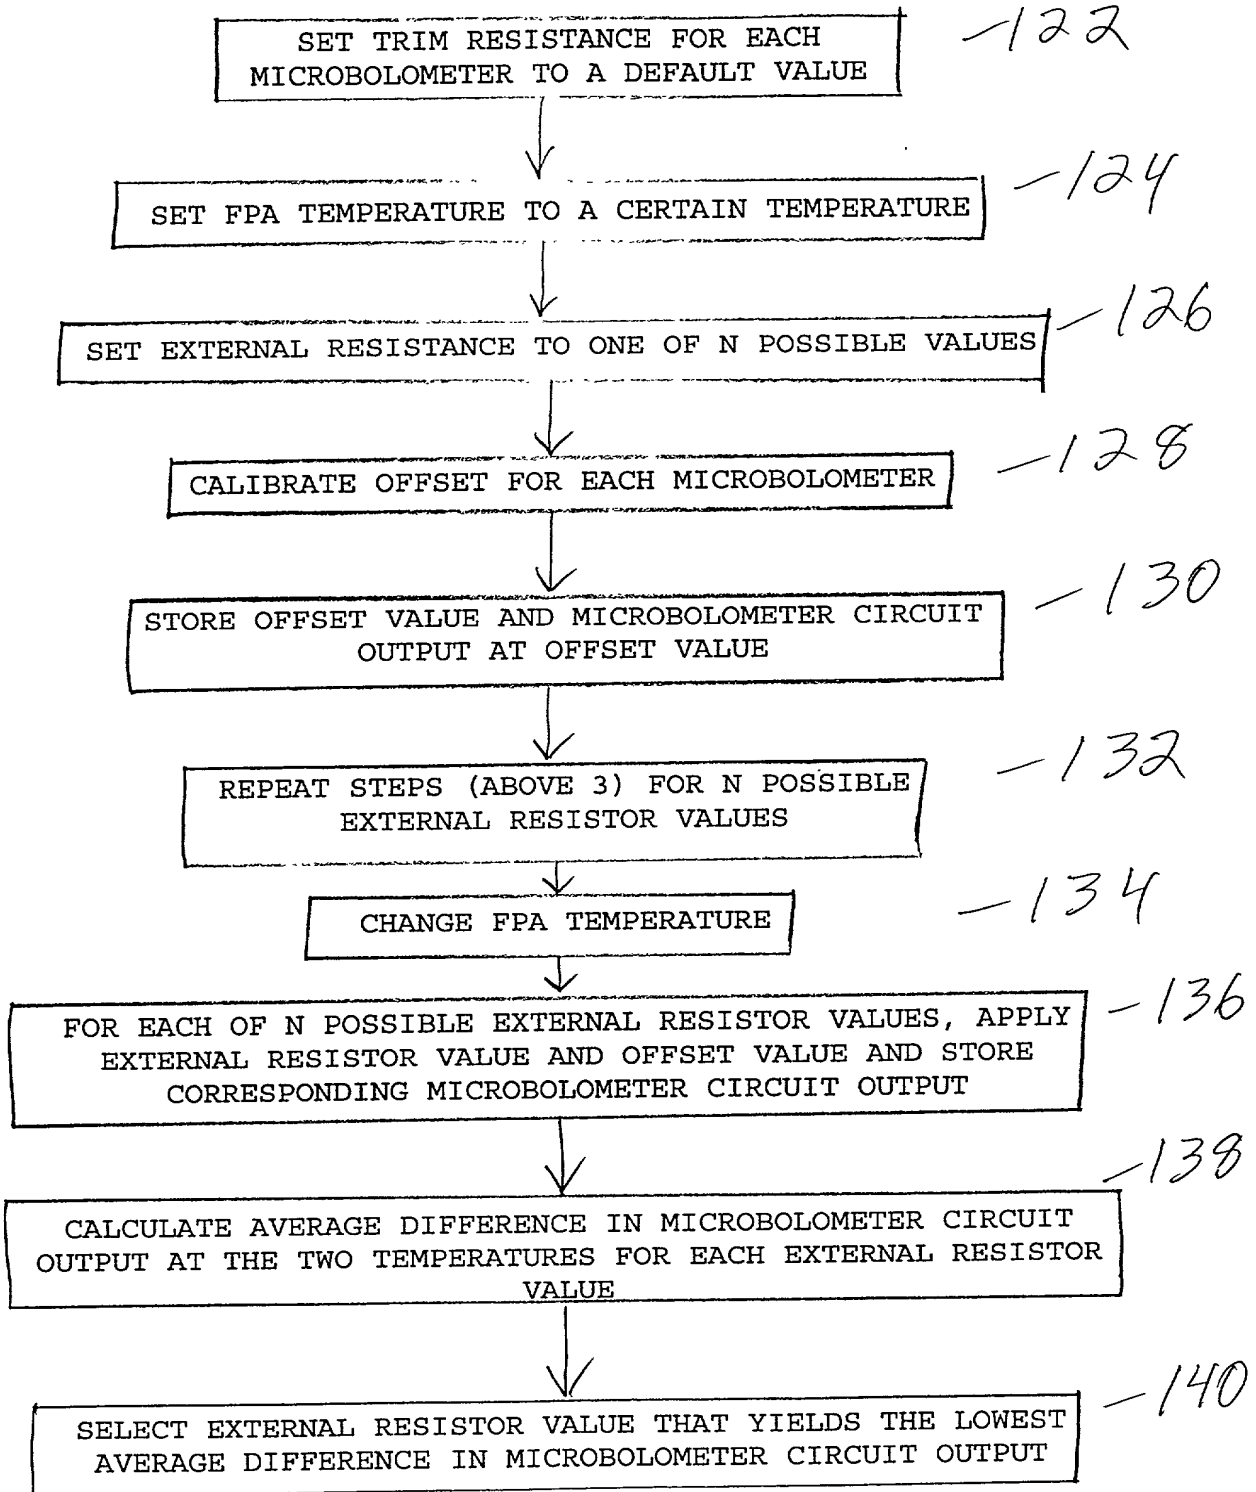 SET TRIM RESISTANCE FOR EACH
MICROBOLOMETER TO A DEFAULT VALUE
122
SET FPA TEMPERATURE TO A CERTAIN TEMPERATURE
124
SET EXTERNAL RESISTANCE TO ONE OF N POSSIBLE VALUES
126
CALIBRATE OFFSET FOR EACH MICROBOLOMETER
128
STORE OFFSET VALUE AND MICROBOLOMETER CIRCUIT
OUTPUT AT OFFSET VALUE
130
REPEAT STEPS (ABOVE 3) FOR N POSSIBLE
EXTERNAL RESISTOR VALUES
132
CHANGE FPA TEMPERATURE
134
FOR EACH OF N POSSIBLE EXTERNAL RESISTOR VALUES, APPLY
EXTERNAL RESISTOR VALUE AND OFFSET VALUE AND STORE
CORRESPONDING MICROBOLOMETER CIRCUIT OUTPUT
136
CALCULATE AVERAGE DIFFERENCE IN MICROBOLOMETER CIRCUIT
OUTPUT AT THE TWO TEMPERATURES FOR EACH EXTERNAL RESISTOR
VALUE
138
SELECT EXTERNAL RESISTOR VALUE THAT YIELDS THE LOWEST
AVERAGE DIFFERENCE IN MICROBOLOMETER CIRCUIT OUTPUT
140